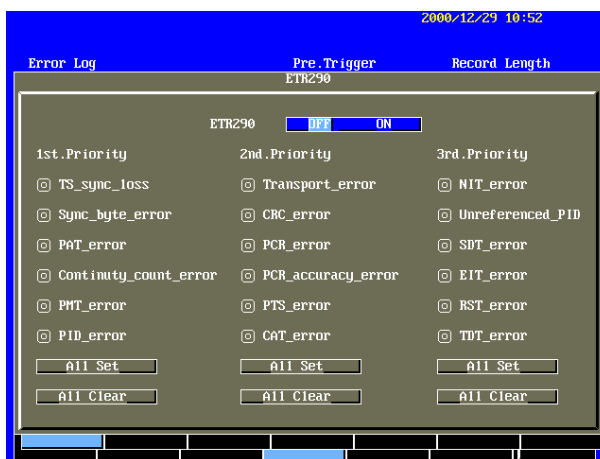 2000/12/29 10:52
Error Log Pre.Trigger Record Length
ETR290
ETR290 OFF ON
1st.Priority 2nd.Priority 3rd.Priority
TS_sync_loss Transport_error NIT_error
Sync_byte_error CRC_error Unreferenced_PID
PAT_error PCR_error SDT_error
Continuty_count_error PCR_accuracy_error EIT_error
PMT_error PTS_error RST_error
PID_error CAT_error TDT_error
All Set All Set All Set
All Clear All Clear All Clear